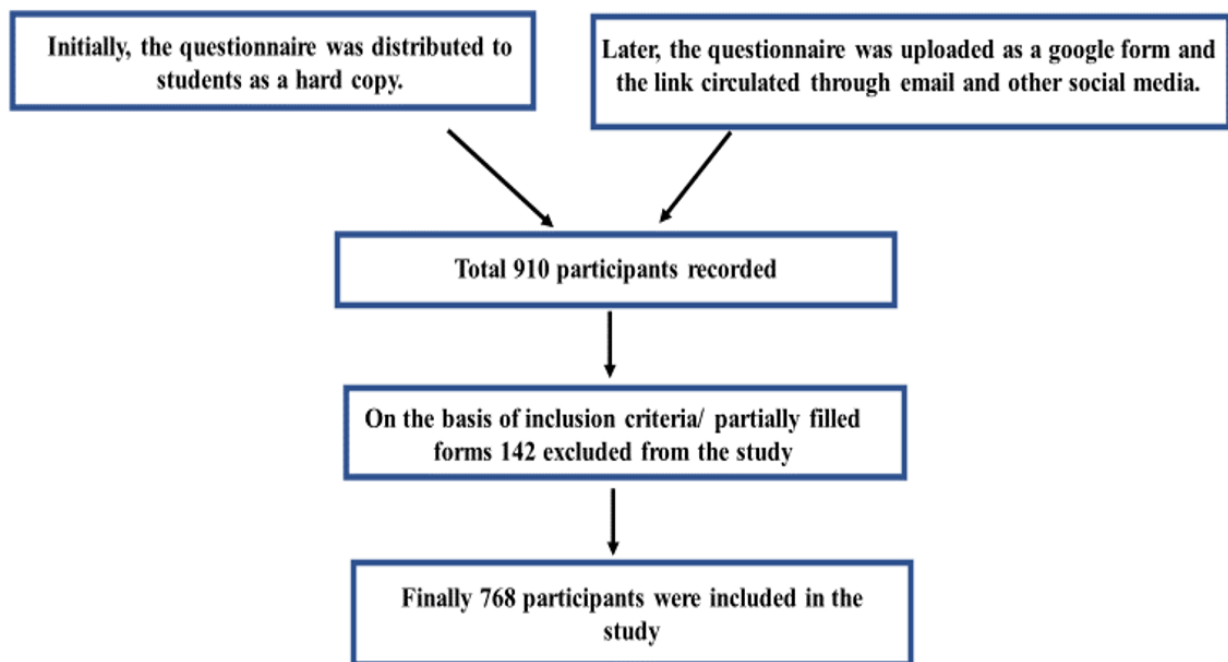 Initially, the questionnaire was distributed to
students as a hard copy.
Later, the questionnaire was uploaded as a google form and
the link circulated through email and other social media.
Total 910 participants recorded
On the basis of inclusion criteria/ partially filled
forms 142 excluded from the study
Finally 768 participants were included in the
study